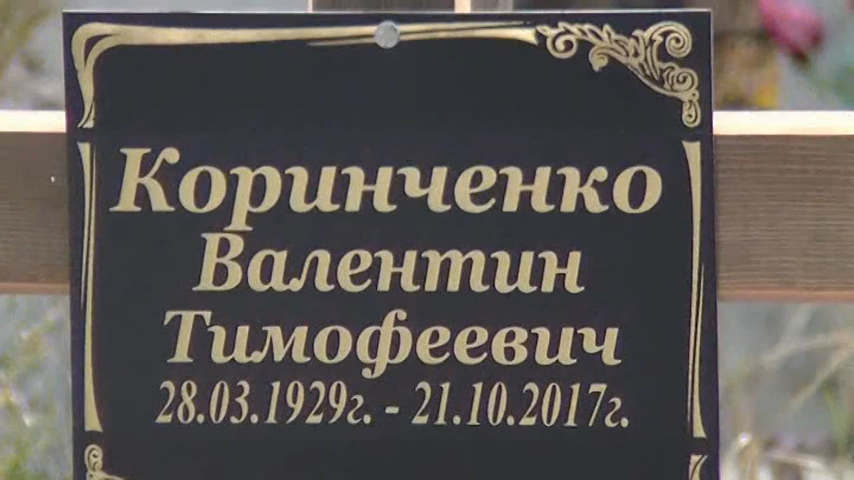 Коринченко
Валентин
Тимофеевич
28.03.1929г. - 21.10.2017г.